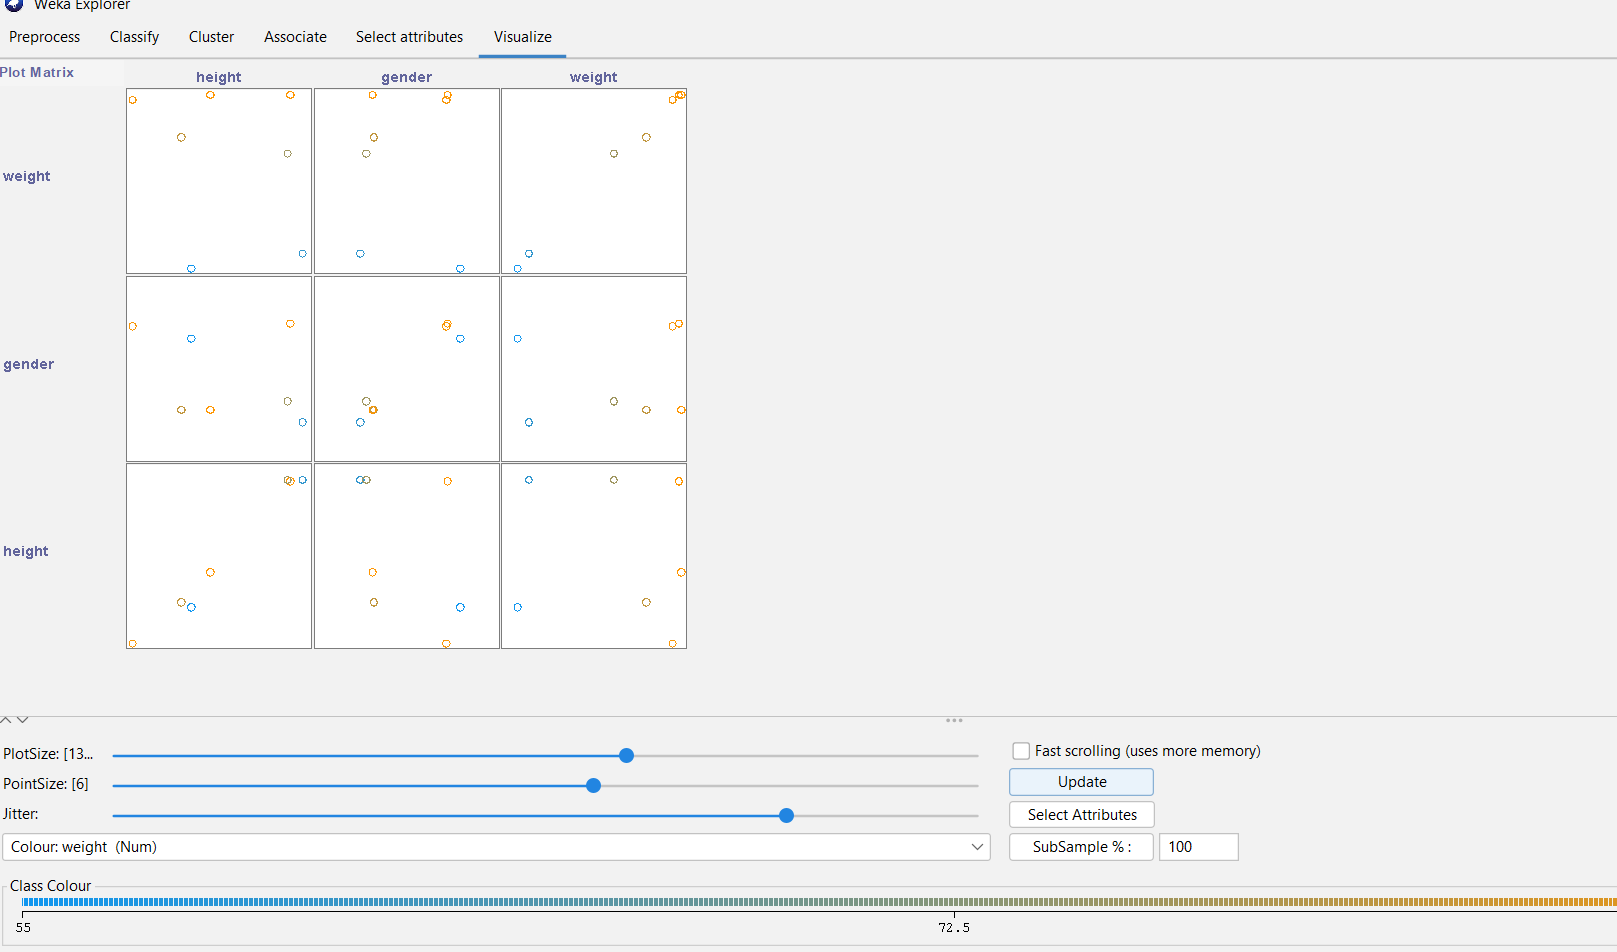 Weka Explorer
Preprocess Classify Cluster Associate Select attributes Visualize
Plot Matrix
height gender weight
weight
gender
height
PlotSize: [13...
PointSize: [6]
Jitter:
Fast scrolling (uses more memory)
Update
Select Attributes
Colour: weight (Num)
SubSample % : 100
Class Colour
55 72.5